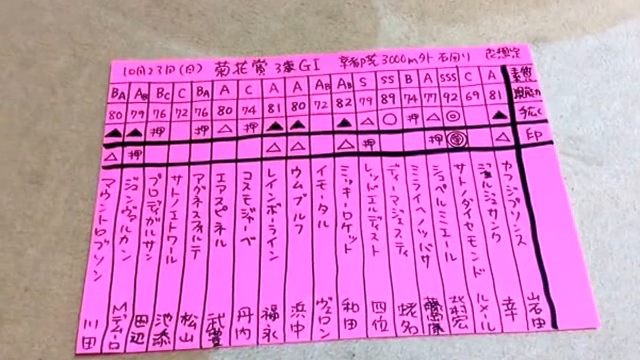 10月23日(日) 菊花賞 3歳GI 京都芝3000m外 右回り
BA AB BC C BA A C A A AB AB S SS B A SSS C A 素質
80 79 76 72 76 80 74 81 80 72 82 79 89 74 77 92 69 81
▲ ▲ 押 押 △ 押 ▲ ▲ ▲ △ ○ △ △ ◎ ▲
△ 押 △ △ △ 押 押 △ 印
カフジプリンス 岩田
ジョルジュサンク 幸
サトノダイヤモンド ルメール
シュペルミエール
ミライヘノツバサ
ディーマジェスティ 蛯名
レッドエルディスト 四位
ミッキーロケット 和田
イモータル ヴェロン
ウムブルフ 浜中
レインボーライン 福永
コスモジャーベ 丹内
エアスピネル 武豊
アグネスフォルテ 松山
サトノエトワール 池添
プロディガルサン 田辺
ジュンヴァルカン Mデムーロ
マウントロブソン 川田